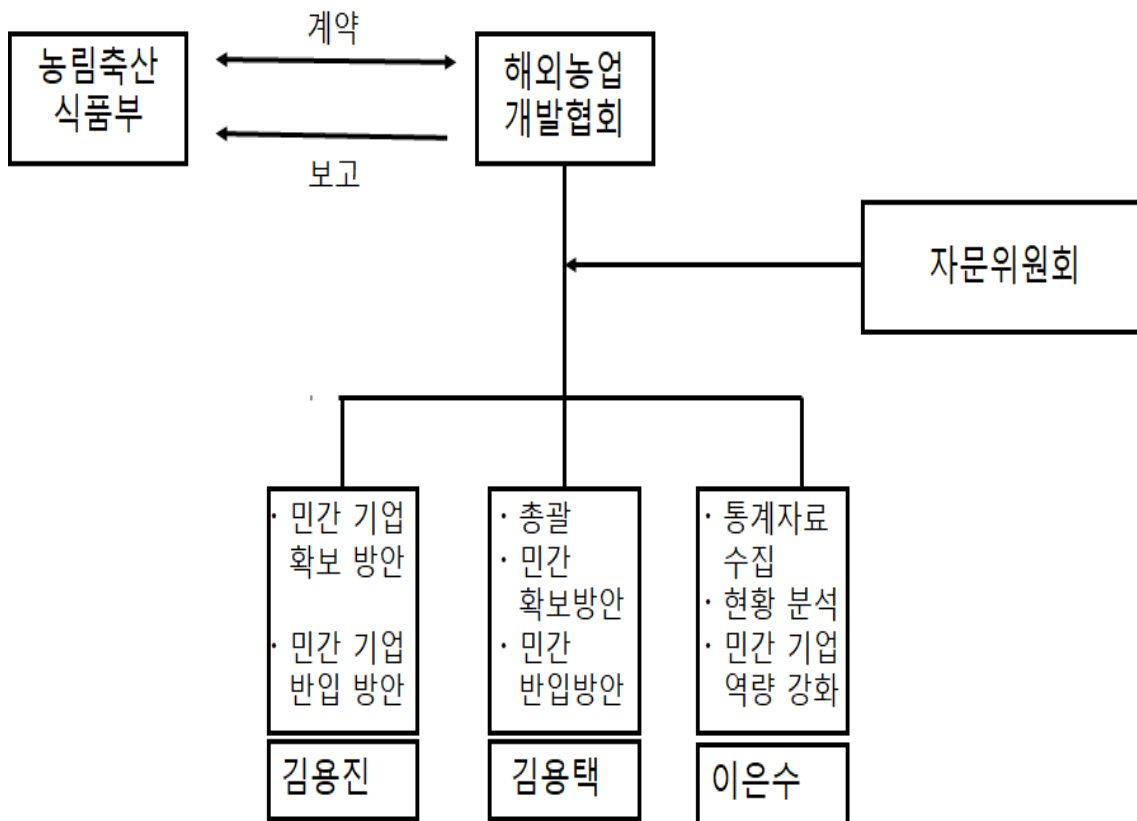 계약
농림축산
식품부
해외농업
개발협회
보고
자문위원회
· 민간 기업
확보 방안
· 민간 기업
반입 방안
· 총괄
· 민간
확보방안
· 민간
반입방안
· 통계자료
수집
· 현황 분석
· 민간 기업
역량 강화
김용진
김용택
이은수